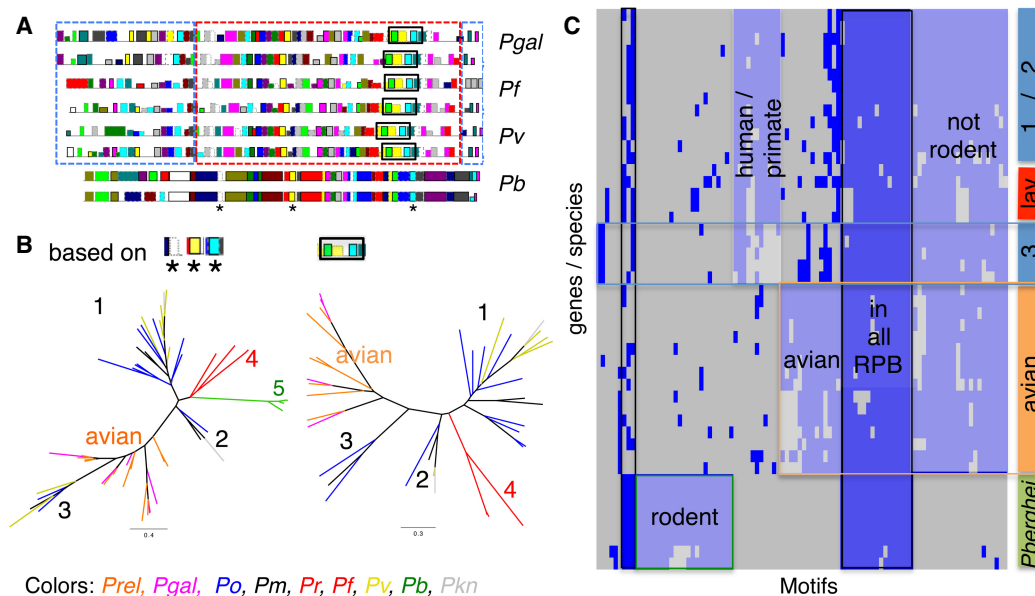 A
Pgal
Pf
Pv
Pb
* * *
B
based on
* * *
1
4
5
avian
2
3
0.4
avian
1
3
2
4
0.3
Colors: Prel, Pgal, Po, Pm, Pr, Pf, Pv, Pb, Pkn
C
genes / species
human /
primate
not
rodent
in
all
RPB
avian
rodent
Motifs
1 / 2
lav
3
avian
Pberghei